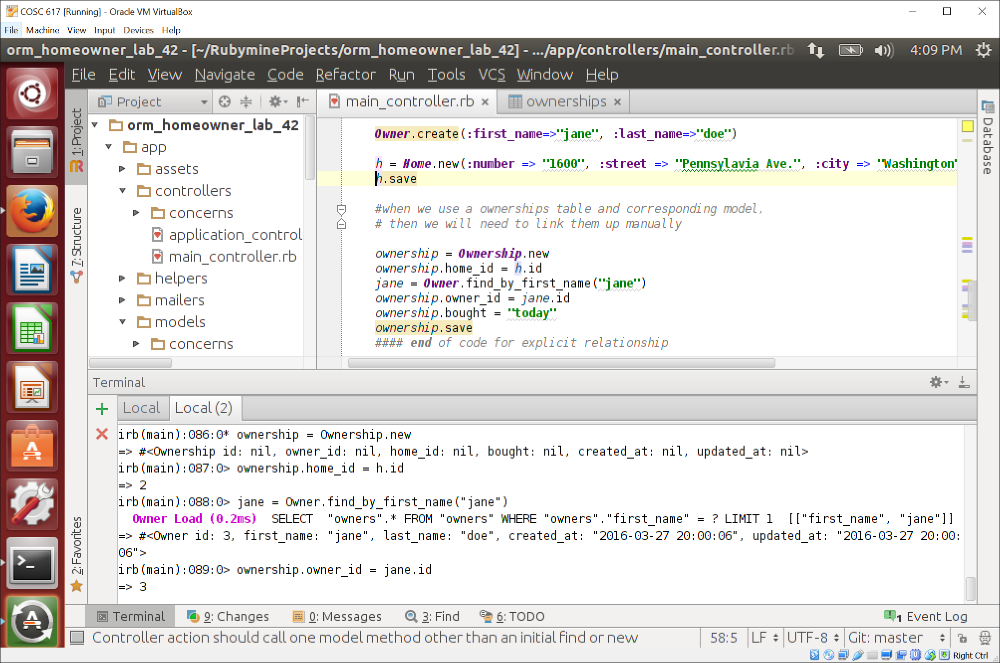 COSC 617 [Running] - Oracle VM VirtualBox
File Machine View Input Devices Help
orm_homeowner_lab_42 - [~/RubymineProjects/orm_homeowner_lab_42] - .../app/controllers/main_controller.rb 4:09 PM
File Edit View Navigate Code Refactor Run Tools VCS Window Help
Project
main_controller.rb
ownerships
1: Project
7: Structure
2: Favorites
Database
orm_homeowner_lab_42
app
assets
controllers
concerns
application_control
main_controller.rb
helpers
mailers
models
concerns
Owner.create(:first_name=>"jane", :last_name=>"doe")
h = Home.new(:number => "1600", :street => "Pennsylavia Ave.", :city => "Washington"
h.save
#when we use a ownerships table and corresponding model,
# then we will need to link them up manually
ownership = Ownership.new
ownership.home_id = h.id
jane = Owner.find_by_first_name("jane")
ownership.owner_id = jane.id
ownership.bought = "today"
ownership.save
#### end of code for explicit relationship
Terminal
Local Local (2)
irb(main):086:0* ownership = Ownership.new
=> #<Ownership id: nil, owner_id: nil, home_id: nil, bought: nil, created_at: nil, updated_at: nil>
irb(main):087:0> ownership.home_id = h.id
=> 2
irb(main):088:0> jane = Owner.find_by_first_name("jane")
Owner Load (0.2ms) SELECT "owners".* FROM "owners" WHERE "owners"."first_name" = ? LIMIT 1 [["first_name", "jane"]]
=> #<Owner id: 3, first_name: "jane", last_name: "doe", created_at: "2016-03-27 20:00:06", updated_at: "2016-03-27 20:00:
06">
irb(main):089:0> ownership.owner_id = jane.id
=> 3
Terminal 9: Changes 0: Messages 3: Find 6: TODO 1 Event Log
Controller action should call one model method other than an initial find or new 58:5 LF UTF-8 Git: master
Right Ctrl